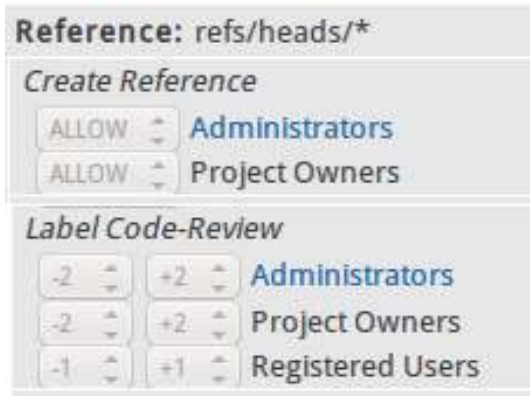 Reference: refs/heads/*
Create Reference
ALLOW Administrators
ALLOW Project Owners
Label Code-Review
-2 +2 Administrators
-2 +2 Project Owners
-1 +1 Registered Users